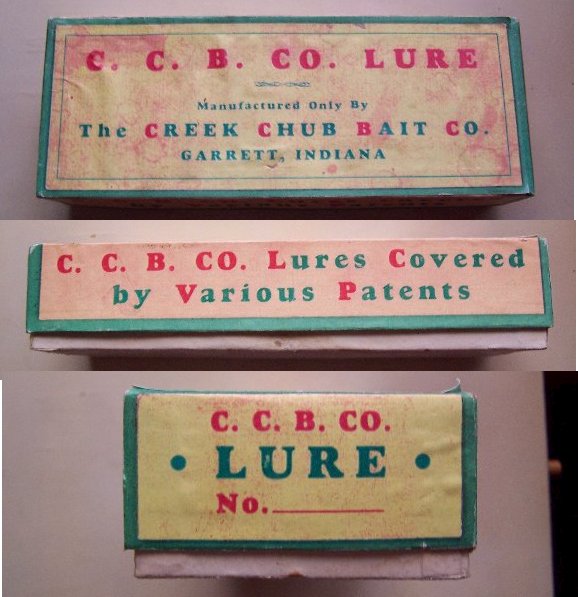 C. C. B. CO. LURE
Manufactured Only By
The CREEK CHUB BAIT CO.
GARRETT, INDIANA
C. C. B. CO. Lures Covered
by Various Patents
C. C. B. CO.
• LURE •
No.________